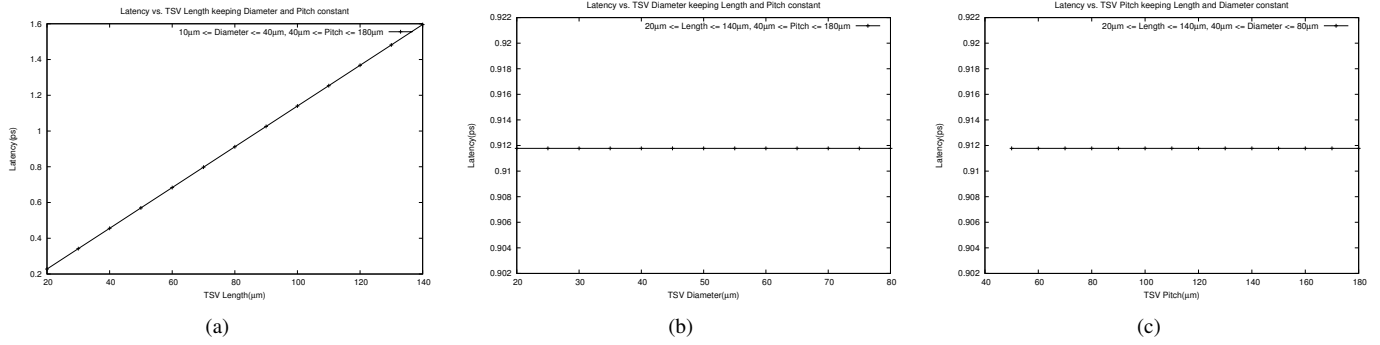 Latency vs. TSV Length keeping Diameter and Pitch constant
10μm <= Diameter <= 40μm, 40μm <= Pitch <= 180μm
Latency(ps)
1.6
1.4
1.2
1
0.8
0.6
0.4
0.2
20 40 60 80 100 120 140
TSV Length(μm)
(a)
Latency vs. TSV Diameter keeping Length and Pitch constant
20μm <= Length <= 140μm, 40μm <= Pitch <= 180μm
Latency(ps)
0.922
0.92
0.918
0.916
0.914
0.912
0.91
0.908
0.906
0.904
0.902
20 30 40 50 60 70 80
TSV Diameter(μm)
(b)
Latency vs. TSV Pitch keeping Length and Diameter constant
20μm <= Length <= 140μm, 40μm <= Diameter <= 80μm
Latency(ps)
0.922
0.92
0.918
0.916
0.914
0.912
0.91
0.908
0.906
0.904
0.902
40 60 80 100 120 140 160 180
TSV Pitch(μm)
(c)